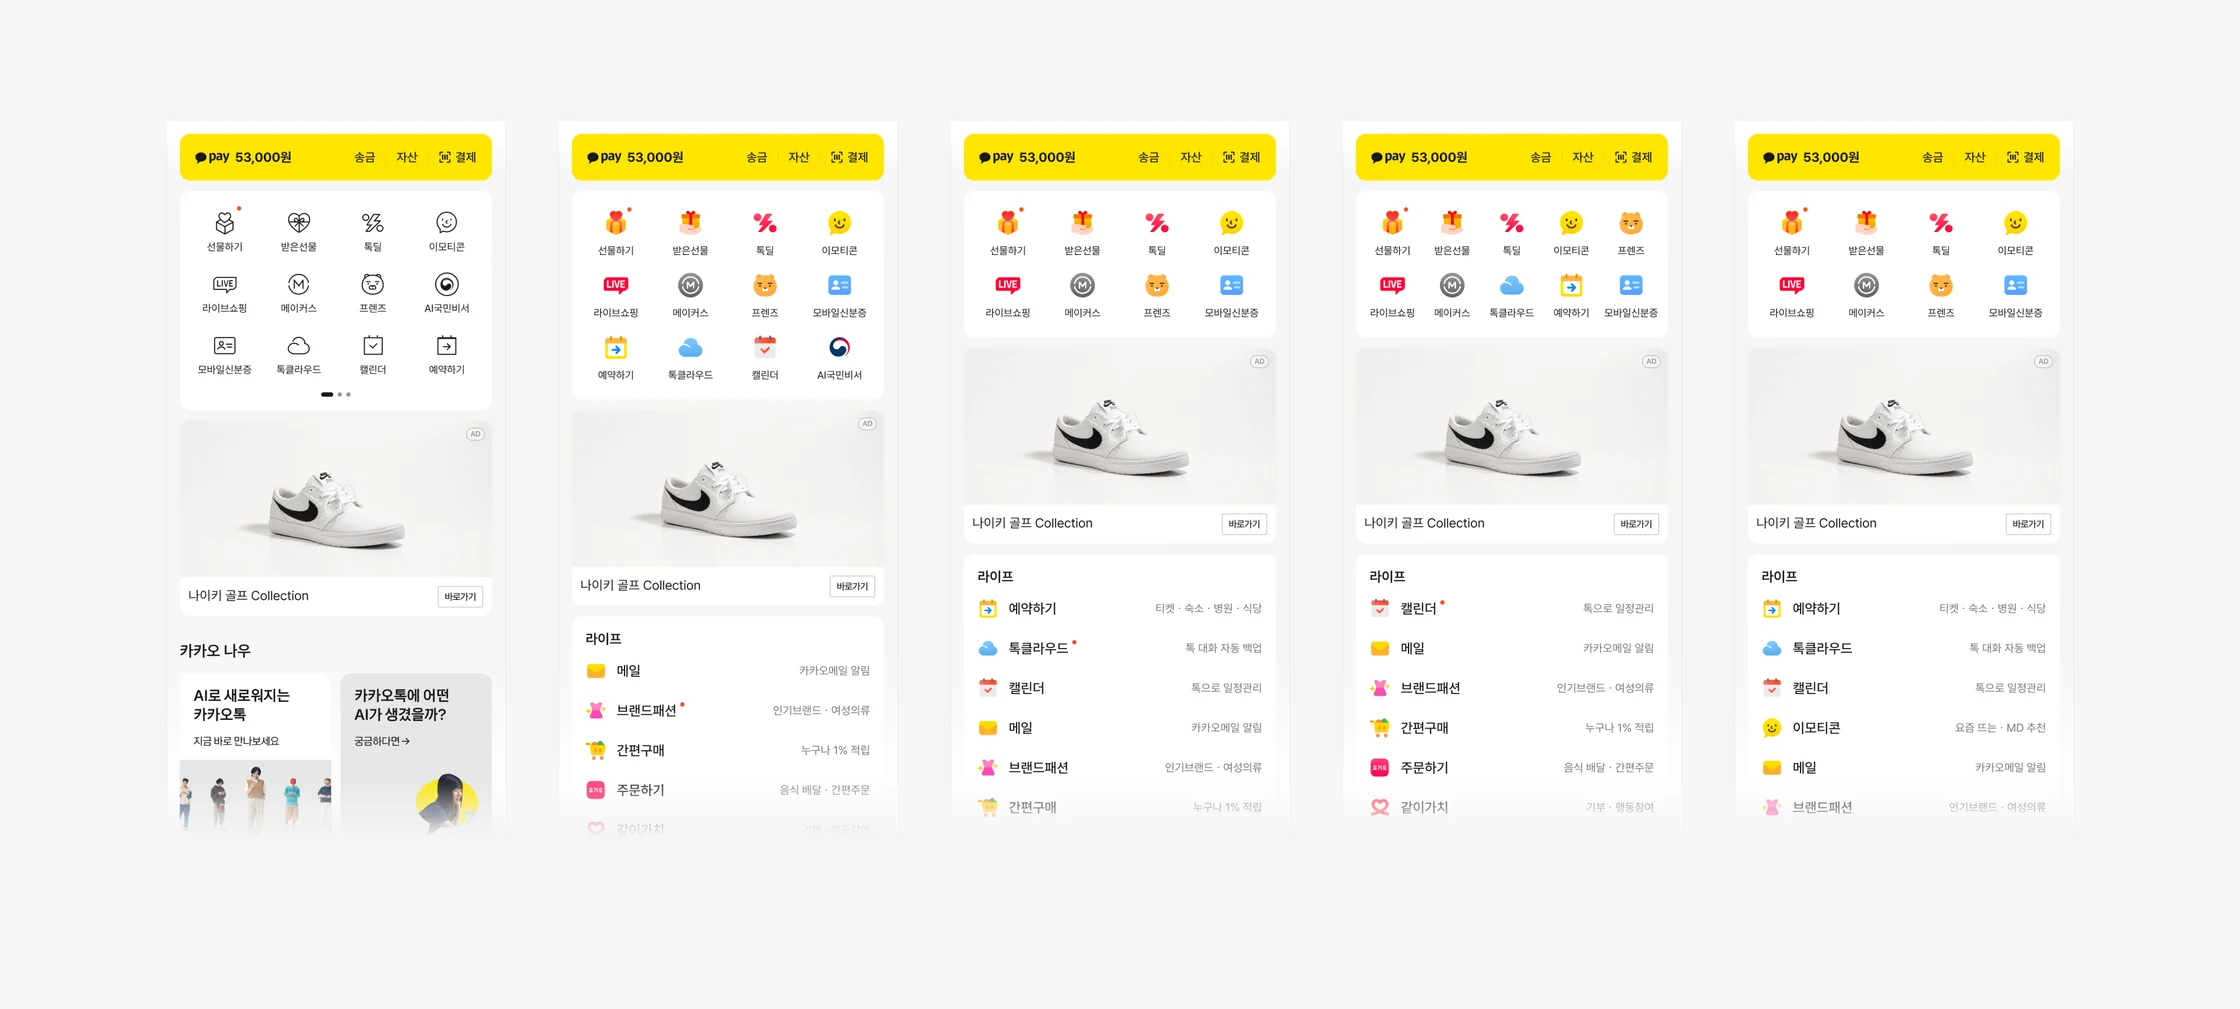 pay 53,000원 송금 자산 결제
선물하기 받은선물 톡딜 이모티콘
LIVE M
라이브쇼핑 메이커스 프렌즈 AI국민비서
모바일신분증 톡클라우드 캘린더 예약하기
AD
나이키 골프 Collection 바로가기
카카오 나우
AI로 새로워지는
카카오톡
지금 바로 만나보세요
카카오톡에 어떤
AI가 생겼을까?
궁금하다면→
pay 53,000원 송금 자산 결제
선물하기 받은선물 톡딜 이모티콘
LIVE M
라이브쇼핑 메이커스 프렌즈 모바일신분증
예약하기 톡클라우드 캘린더 AI국민비서
AD
나이키 골프 Collection 바로가기
라이프
메일 카카오메일 알림
브랜드패션 인기브랜드 · 여성의류
간편구매 누구나 1% 적립
요기요 주문하기 음식 배달 · 간편주문
같이가치 기부 · 행동참여
pay 53,000원 송금 자산 결제
선물하기 받은선물 톡딜 이모티콘
LIVE M
라이브쇼핑 메이커스 프렌즈 모바일신분증
AD
나이키 골프 Collection 바로가기
라이프
예약하기 티켓 · 숙소 · 병원 · 식당
톡클라우드 톡 대화 자동 백업
캘린더 톡으로 일정관리
메일 카카오메일 알림
브랜드패션 인기브랜드 · 여성의류
간편구매 누구나 1% 적립
pay 53,000원 송금 자산 결제
선물하기 받은선물 톡딜 이모티콘 프렌즈
LIVE M
라이브쇼핑 메이커스 톡클라우드 예약하기 모바일신분증
AD
나이키 골프 Collection 바로가기
라이프
캘린더 톡으로 일정관리
메일 카카오메일 알림
브랜드패션 인기브랜드 · 여성의류
간편구매 누구나 1% 적립
요기요 주문하기 음식 배달 · 간편주문
같이가치 기부 · 행동참여
pay 53,000원 송금 자산 결제
선물하기 받은선물 톡딜 이모티콘
LIVE M
라이브쇼핑 메이커스 프렌즈 모바일신분증
AD
나이키 골프 Collection 바로가기
라이프
예약하기 티켓 · 숙소 · 병원 · 식당
톡클라우드 톡 대화 자동 백업
캘린더 톡으로 일정관리
이모티콘 요즘 뜨는 · MD 추천
메일 카카오메일 알림
브랜드패션 인기브랜드 · 여성의류